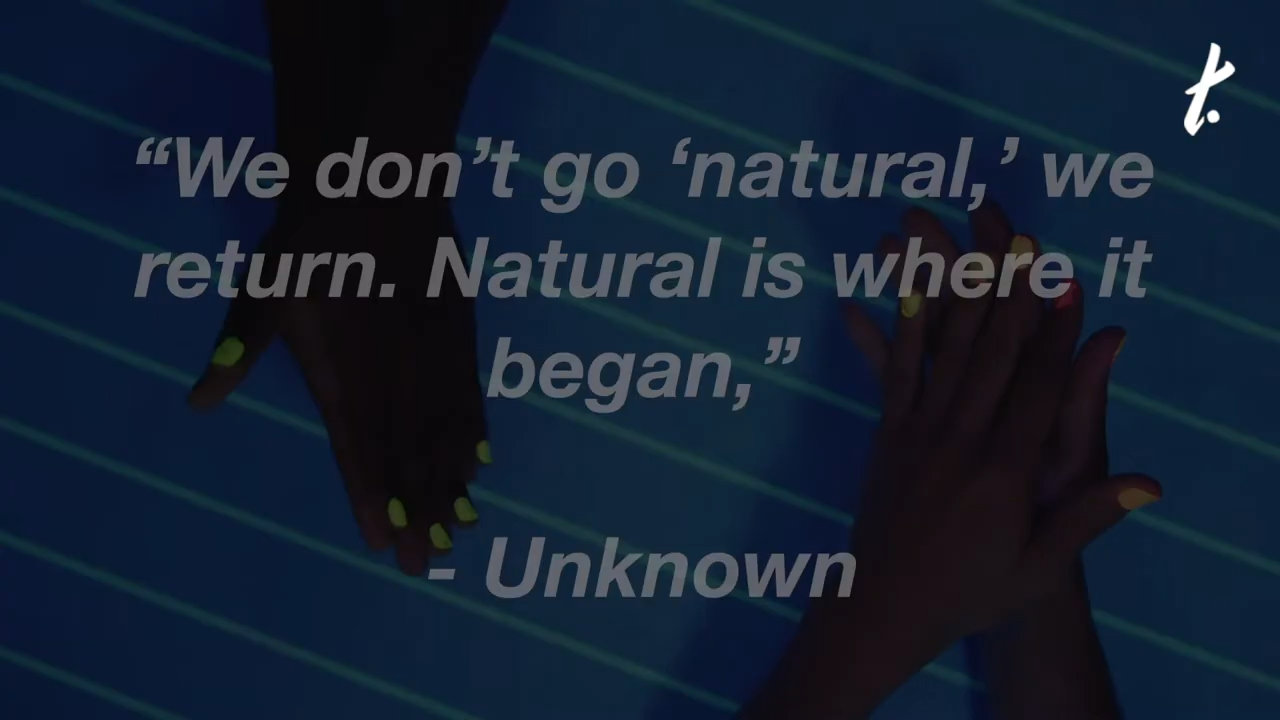 t.
“We don’t go ‘natural,’ we
return. Natural is where it
began,”
- Unknown